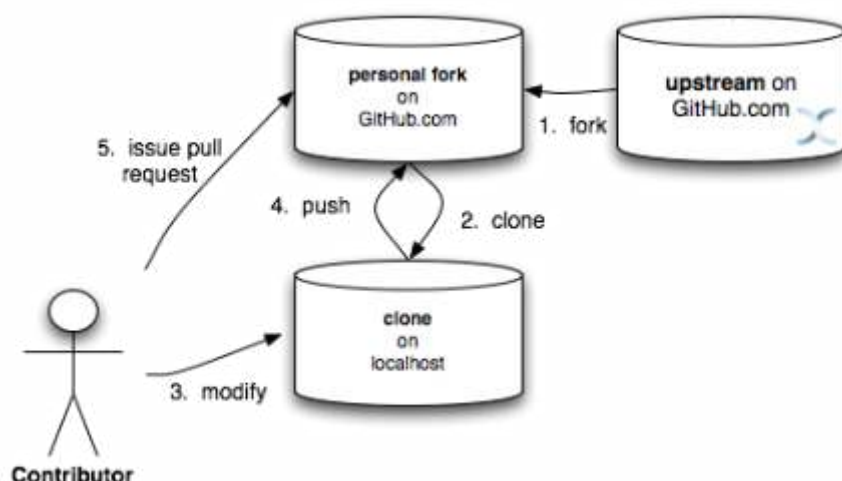 personal fork
on
GitHub.com
upstream on
GitHub.com
1.  fork
5.  issue pull
request
4.  push
2.  clone
clone
on
localhost
3.  modify
Contributor